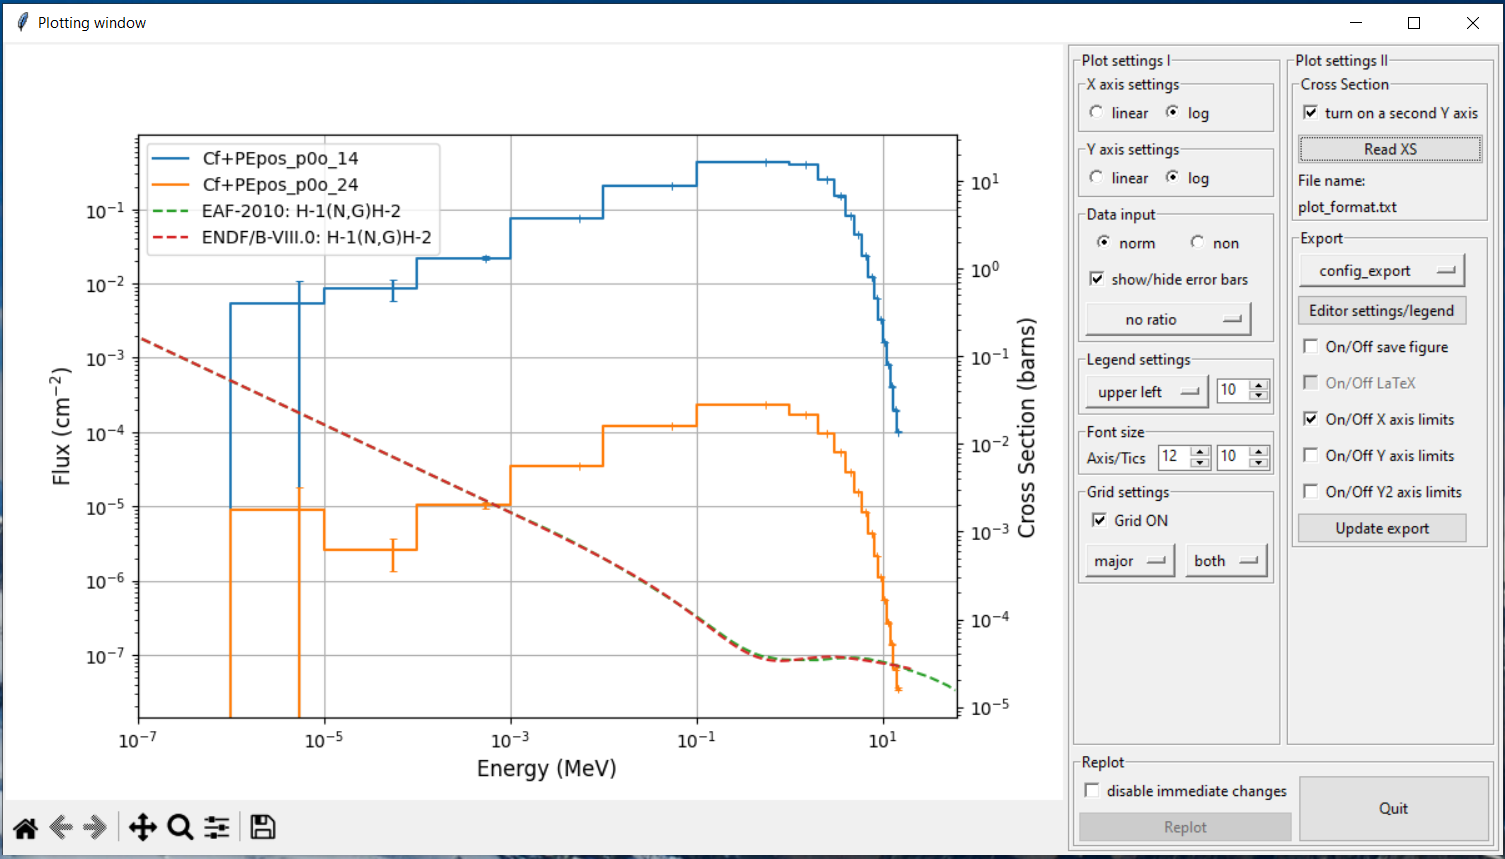 Plotting window
Cf+PEpos_p0o_14
Cf+PEpos_p0o_24
EAF-2010: H-1(N,G)H-2
ENDF/B-VIII.0: H-1(N,G)H-2
Flux (cm⁻²)
10⁻¹
10⁻²
10⁻³
10⁻⁴
10⁻⁵
10⁻⁶
10⁻⁷
10⁻⁷
10⁻⁵
10⁻³
10⁻¹
10¹
Energy (MeV)
10¹
10⁰
10⁻¹
10⁻²
10⁻³
10⁻⁴
10⁻⁵
Cross Section (barns)
Plot settings I
X axis settings
linear log
Y axis settings
linear log
Data input
norm non
show/hide error bars
no ratio
Legend settings
upper left 10
Font size
Axis/Tics 12 10
Grid settings
Grid ON
major both
Plot settings II
Cross Section
turn on a second Y axis
Read XS
File name:
plot_format.txt
Export
config_export
Editor settings/legend
On/Off save figure
On/Off LaTeX
On/Off X axis limits
On/Off Y axis limits
On/Off Y2 axis limits
Update export
Replot
disable immediate changes
Replot
Quit